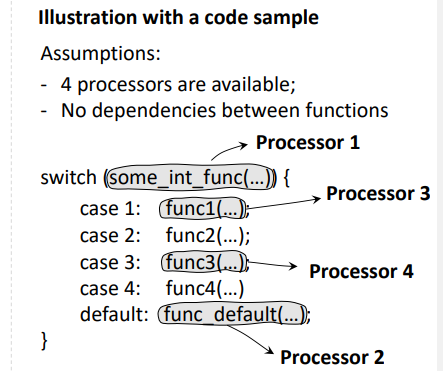 Illustration with a code sample
Assumptions:
- 4 processors are available;
- No dependencies between functions
Processor 1
switch (some_int_func(...)) {
Processor 3
case 1: func1(...);
case 2: func2(...);
case 3: func3(...);
Processor 4
case 4: func4(...)
default: func_default(...);
}
Processor 2